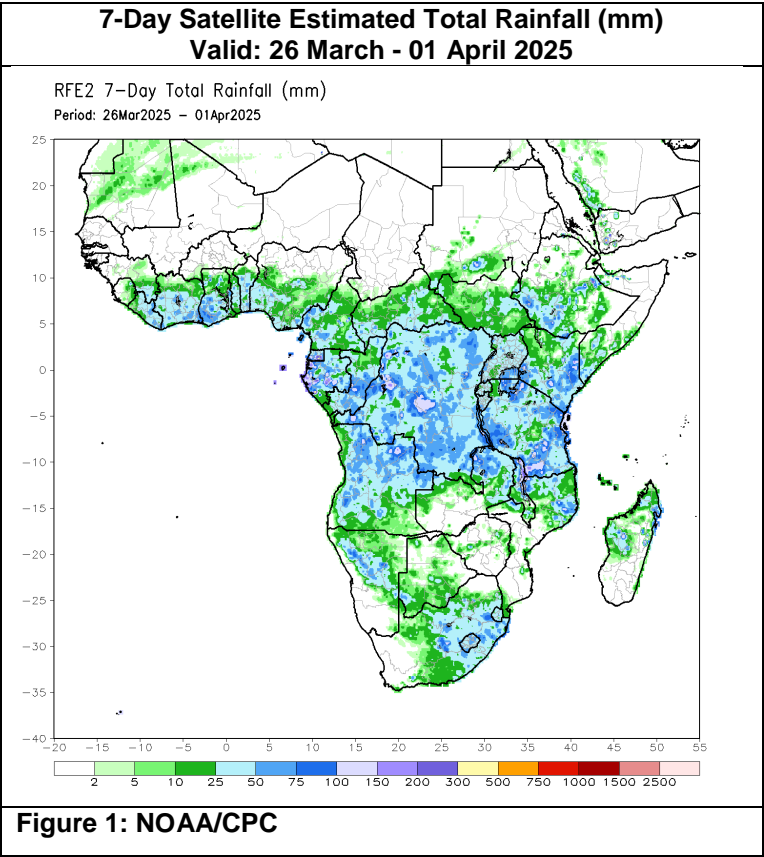 7-Day Satellite Estimated Total Rainfall (mm)
Valid: 26 March - 01 April 2025
RFE2 7-Day Total Rainfall (mm)
Period: 26Mar2025 - 01Apr2025
25
20
15
10
5
0
-5
-10
-15
-20
-25
-30
-35
-40
-20 -15 -10 -5 0 5 10 15 20 25 30 35 40 45 50 55
2 5 10 25 50 75 100 150 200 300 500 750 1000 1500 2500
Figure 1: NOAA/CPC